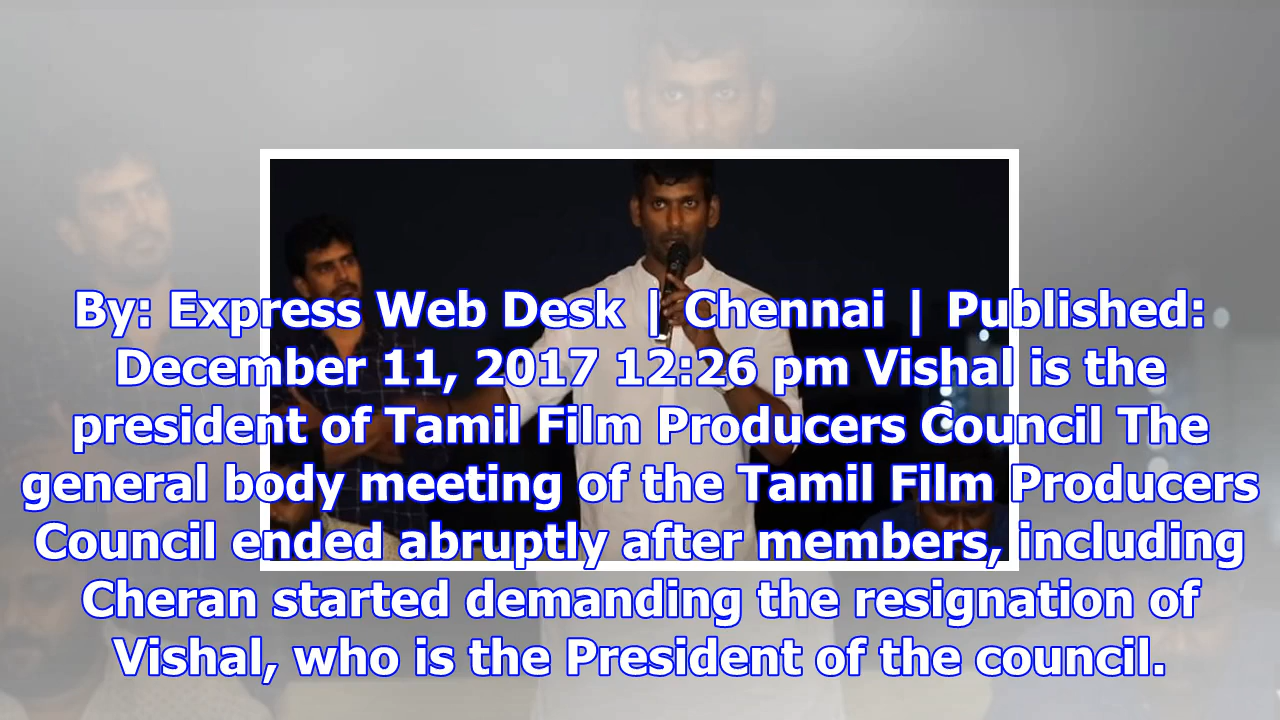 By: Express Web Desk | Chennai | Published:
December 11, 2017 12:26 pm Vishal is the
president of Tamil Film Producers Council The
general body meeting of the Tamil Film Producers
Council ended abruptly after members, including
Cheran started demanding the resignation of
Vishal, who is the President of the council.